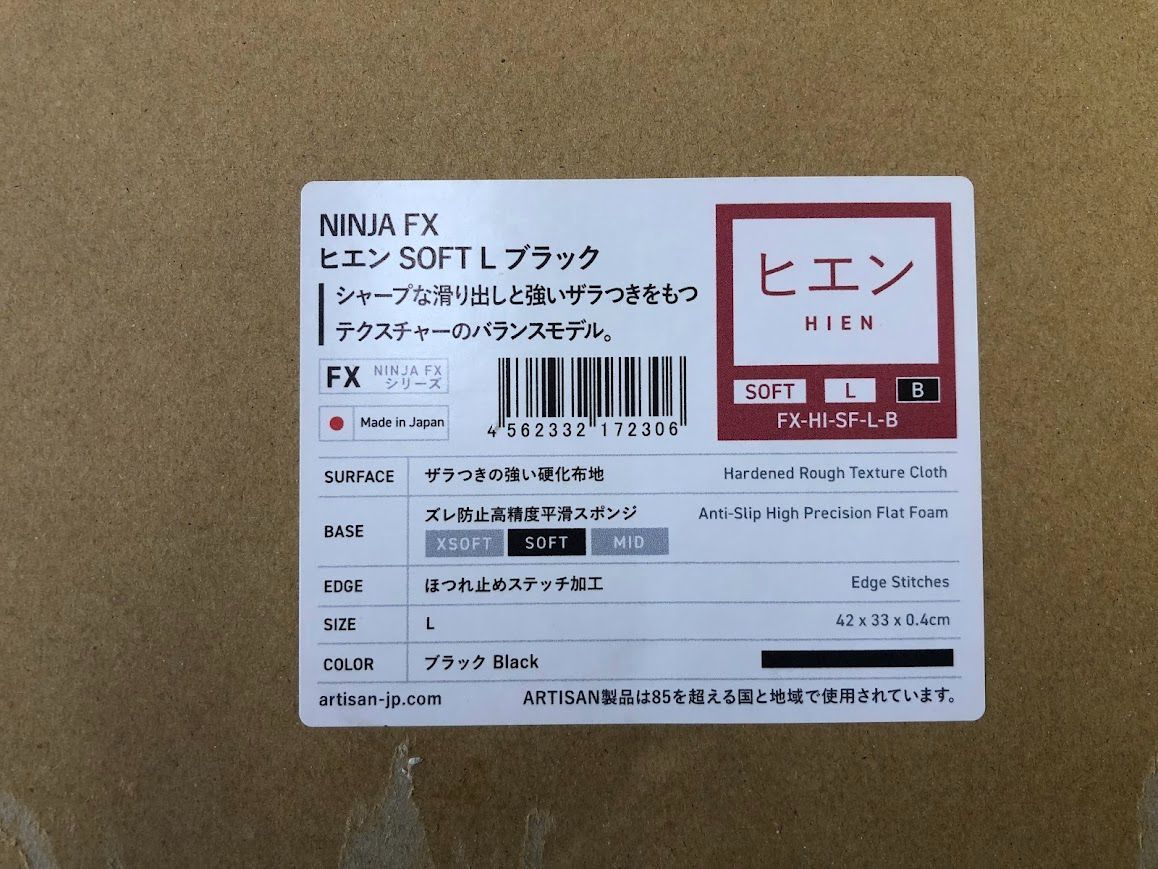 NINJA FX
ヒエン SOFT L ブラック
シャープな滑り出しと強いザラつきをもつ
テクスチャーのバランスモデル。
FX NINJA FX
シリーズ
Made in Japan
4 562332 172306
ヒエン
HIEN
SOFT L B
FX-HI-SF-L-B
SURFACE ザラつきの強い硬化布地 Hardened Rough Texture Cloth
BASE ズレ防止高精度平滑スポンジ Anti-Slip High Precision Flat Foam
XSOFT SOFT MID
EDGE ほつれ止めステッチ加工 Edge Stitches
SIZE L 42 x 33 x 0.4cm
COLOR ブラック Black
artisan-jp.com ARTISAN製品は85を超える国と地域で使用されています。